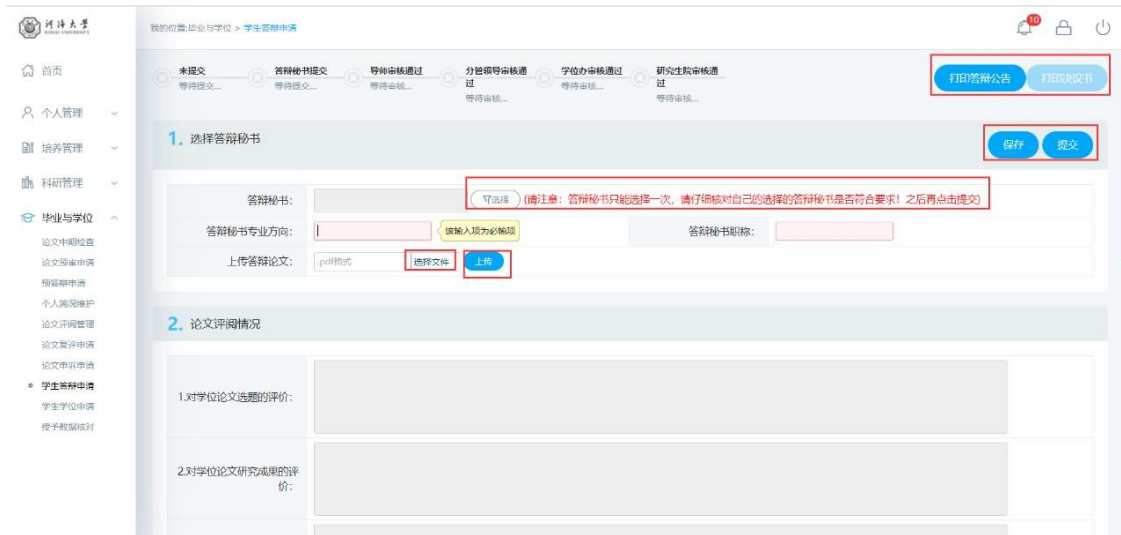 河海大学
HOHAI UNIVERSITY
我的位置:毕业与学位 > 学生答辩申请
10
首页
个人管理
培养管理
科研管理
毕业与学位
论文中期检查
论文预审申请
预答辩申请
个人情况维护
论文评阅管理
论文复评申请
论文申诉申请
学生答辩申请
学生学位申请
授予数据核对
未提交
等待提交...
答辩秘书提交
等待提交...
导师审核通过
等待审核...
分管领导审核通
过
等待审核...
学位办审核通过
等待审核...
研究生院审核通
过
等待审核...
打印答辩公告
打印决议书
1. 选择答辩秘书
保存
提交
答辩秘书:
选择
(请注意：答辩秘书只能选择一次，请仔细核对自己的选择的答辩秘书是否符合要求！之后再点击提交)
答辩秘书专业方向:
该输入项为必输项
答辩秘书职称:
上传答辩论文:
.pdf格式
选择文件
上传
2. 论文评阅情况
1.对学位论文选题的评价:
2.对学位论文研究成果的评
价: